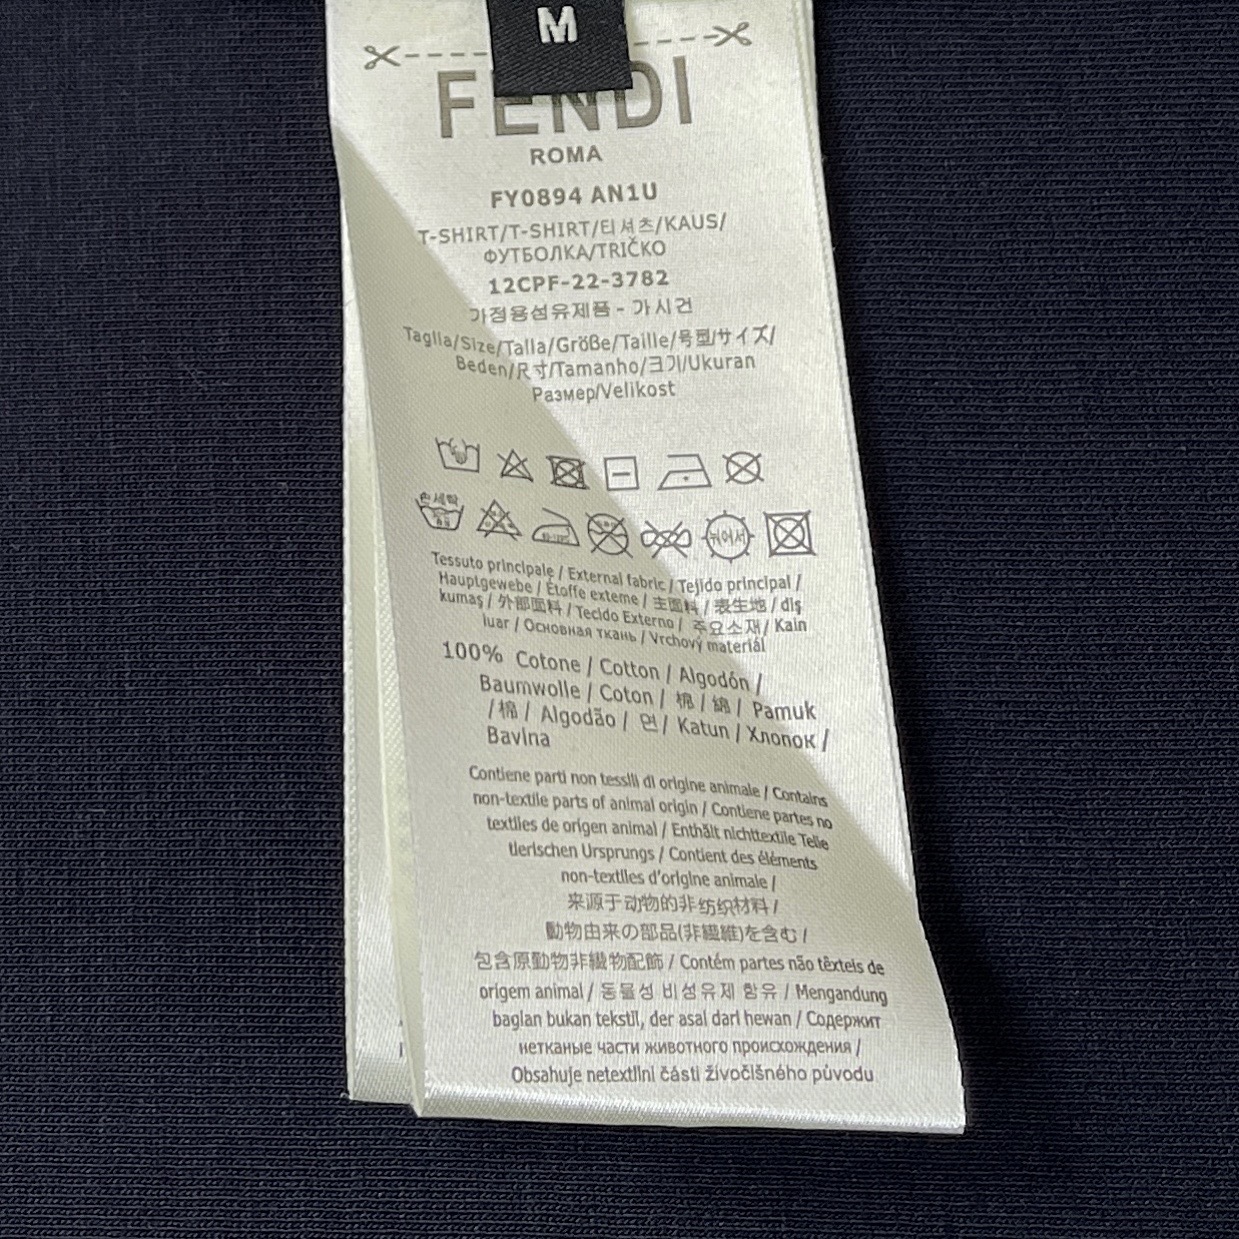 M
FENDI
ROMA
FY0894 AN1U
T-SHIRT/T-SHIRT/티셔츠/KAUS/
ФУТБОЛКА/TRIČKO
12CPF-22-3782
가정용섬유제품 - 가시건
Taglia/Size/Talla/Größe/Taille/号型/サイズ/
Beden/尺寸/Tamanho/크기/Ukuran
Размер/Velikost
손세탁
뉘어서
Tessuto principale / External fabric / Tejido principal /
Hauptgewebe / Étoffe externe / 主面料 / 表生地 / dış
kumaş / 外部面料 / Tecido Externo / 주요소재/ Kain
luar / Основная ткань / Vrchový materiál
100% Cotone / Cotton / Algodón /
Baumwolle / Coton / 棉 / 綿 / Pamuk
/ 棉 / Algodão / 면 / Katun / Хлопок /
Bavlna
Contiene parti non tessili di origine animale / Contains
non-textile parts of animal origin / Contiene partes no
textiles de origen animal / Enthält nichttextile Teile
tierischen Ursprungs / Contient des éléments
non-textiles d'origine animale /
来源于动物的非纺织材料 /
動物由来の部品(非繊維)を含む /
包含原動物非織物配飾 / Contém partes não têxteis de
origem animal / 동물성 비섬유제 함유 / Mengandung
bagian bukan tekstil, der asal dari hewan / Содержит
нетканые части животного происхождения /
Obsahuje netextilní části živočišného původu